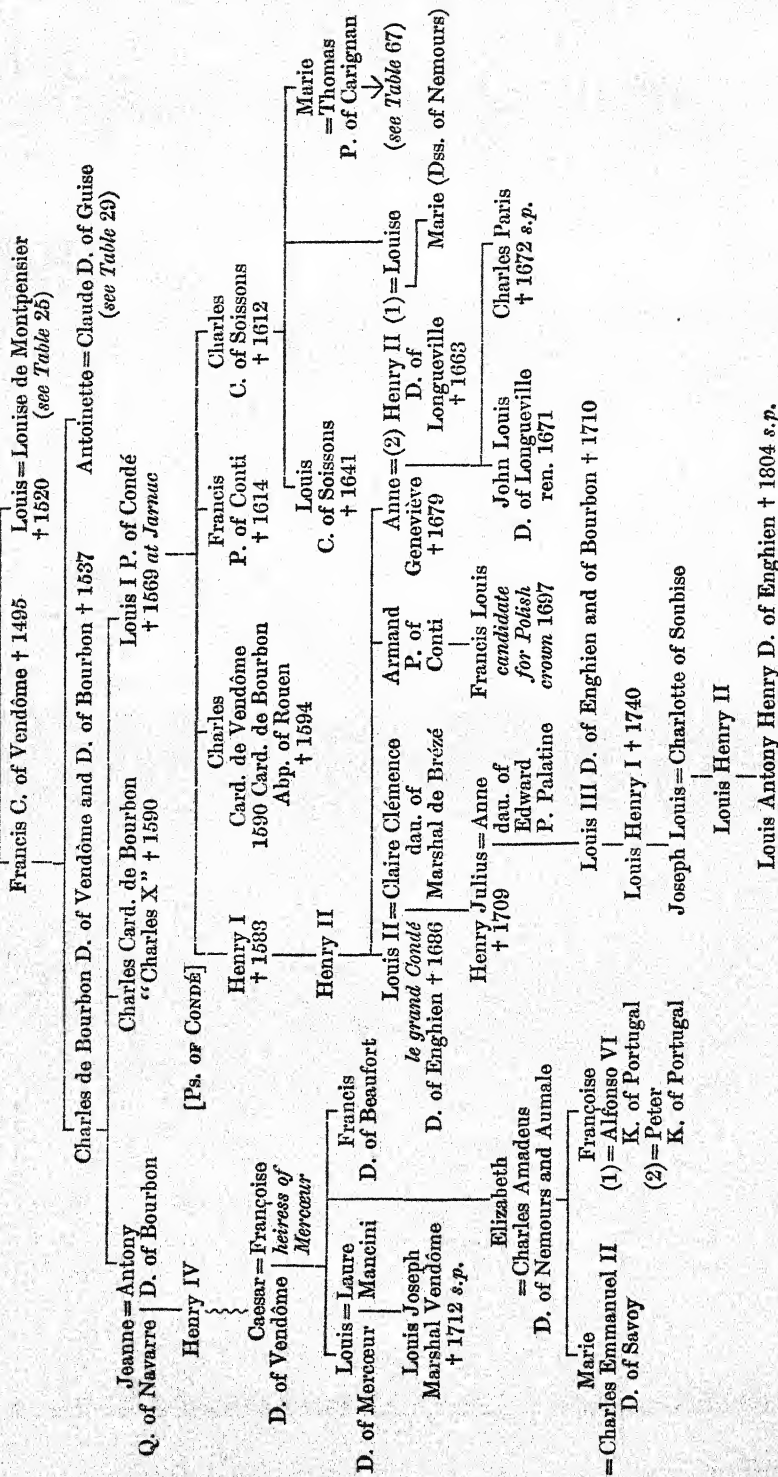 Francis C. of Vendôme † 1495
Louis = Louise de Montpensier
† 1520
(see Table 25)
Charles de Bourbon D. of Vendôme and D. of Bourbon † 1537
Antoinette = Claude D. of Guise
(see Table 29)
Jeanne = Antony
Q. of Navarre
D. of Bourbon
Charles Card. de Bourbon
“Charles X” † 1590
Louis I P. of Condé
† 1569 at Jarnac
Henry IV
[Ps. of CONDÉ]
Henry I
† 1588
Charles
Card. de Vendôme
1590 Card. de Bourbon
Abp. of Rouen
† 1594
Francis
P. of Conti
† 1614
Charles
C. of Soissons
† 1612
Caesar = Françoise
D. of Vendôme
heiress of
Mercœur
Henry II
Louis
C. of Soissons
† 1641
Marie
= Thomas
P. of Carignan
(see Table 67)
Louis = Laure
D. of Mercœur
Mancini
Francis
D. of Beaufort
Louis II = Claire Clémence
le grand Condé
dau. of
D. of Enghien † 1686
Marshal de Brézé
Armand
P. of
Conti
Anne = (2) Henry II (1) = Louise
Geneviève
† 1679
D. of
Longueville
† 1663
Marie (Dss. of Nemours)
Louis Joseph
Marshal Vendôme
† 1712 s.p.
Elizabeth
= Charles Amadeus
D. of Nemours and Aumale
Henry Julius = Anne
† 1709
dau. of
Edward
P. Palatine
Francis Louis
candidate
for Polish
crown 1697
John Louis
D. of Longueville
ren. 1671
Charles Paris
† 1672 s.p.
Marie
= Charles Emmanuel II
D. of Savoy
Françoise
(1) = Alfonso VI
K. of Portugal
(2) = Peter
K. of Portugal
Louis III D. of Enghien and of Bourbon † 1710
Louis Henry I † 1740
Joseph Louis = Charlotte of Soubise
Louis Henry II
Louis Antony Henry D. of Enghien † 1804 s.p.